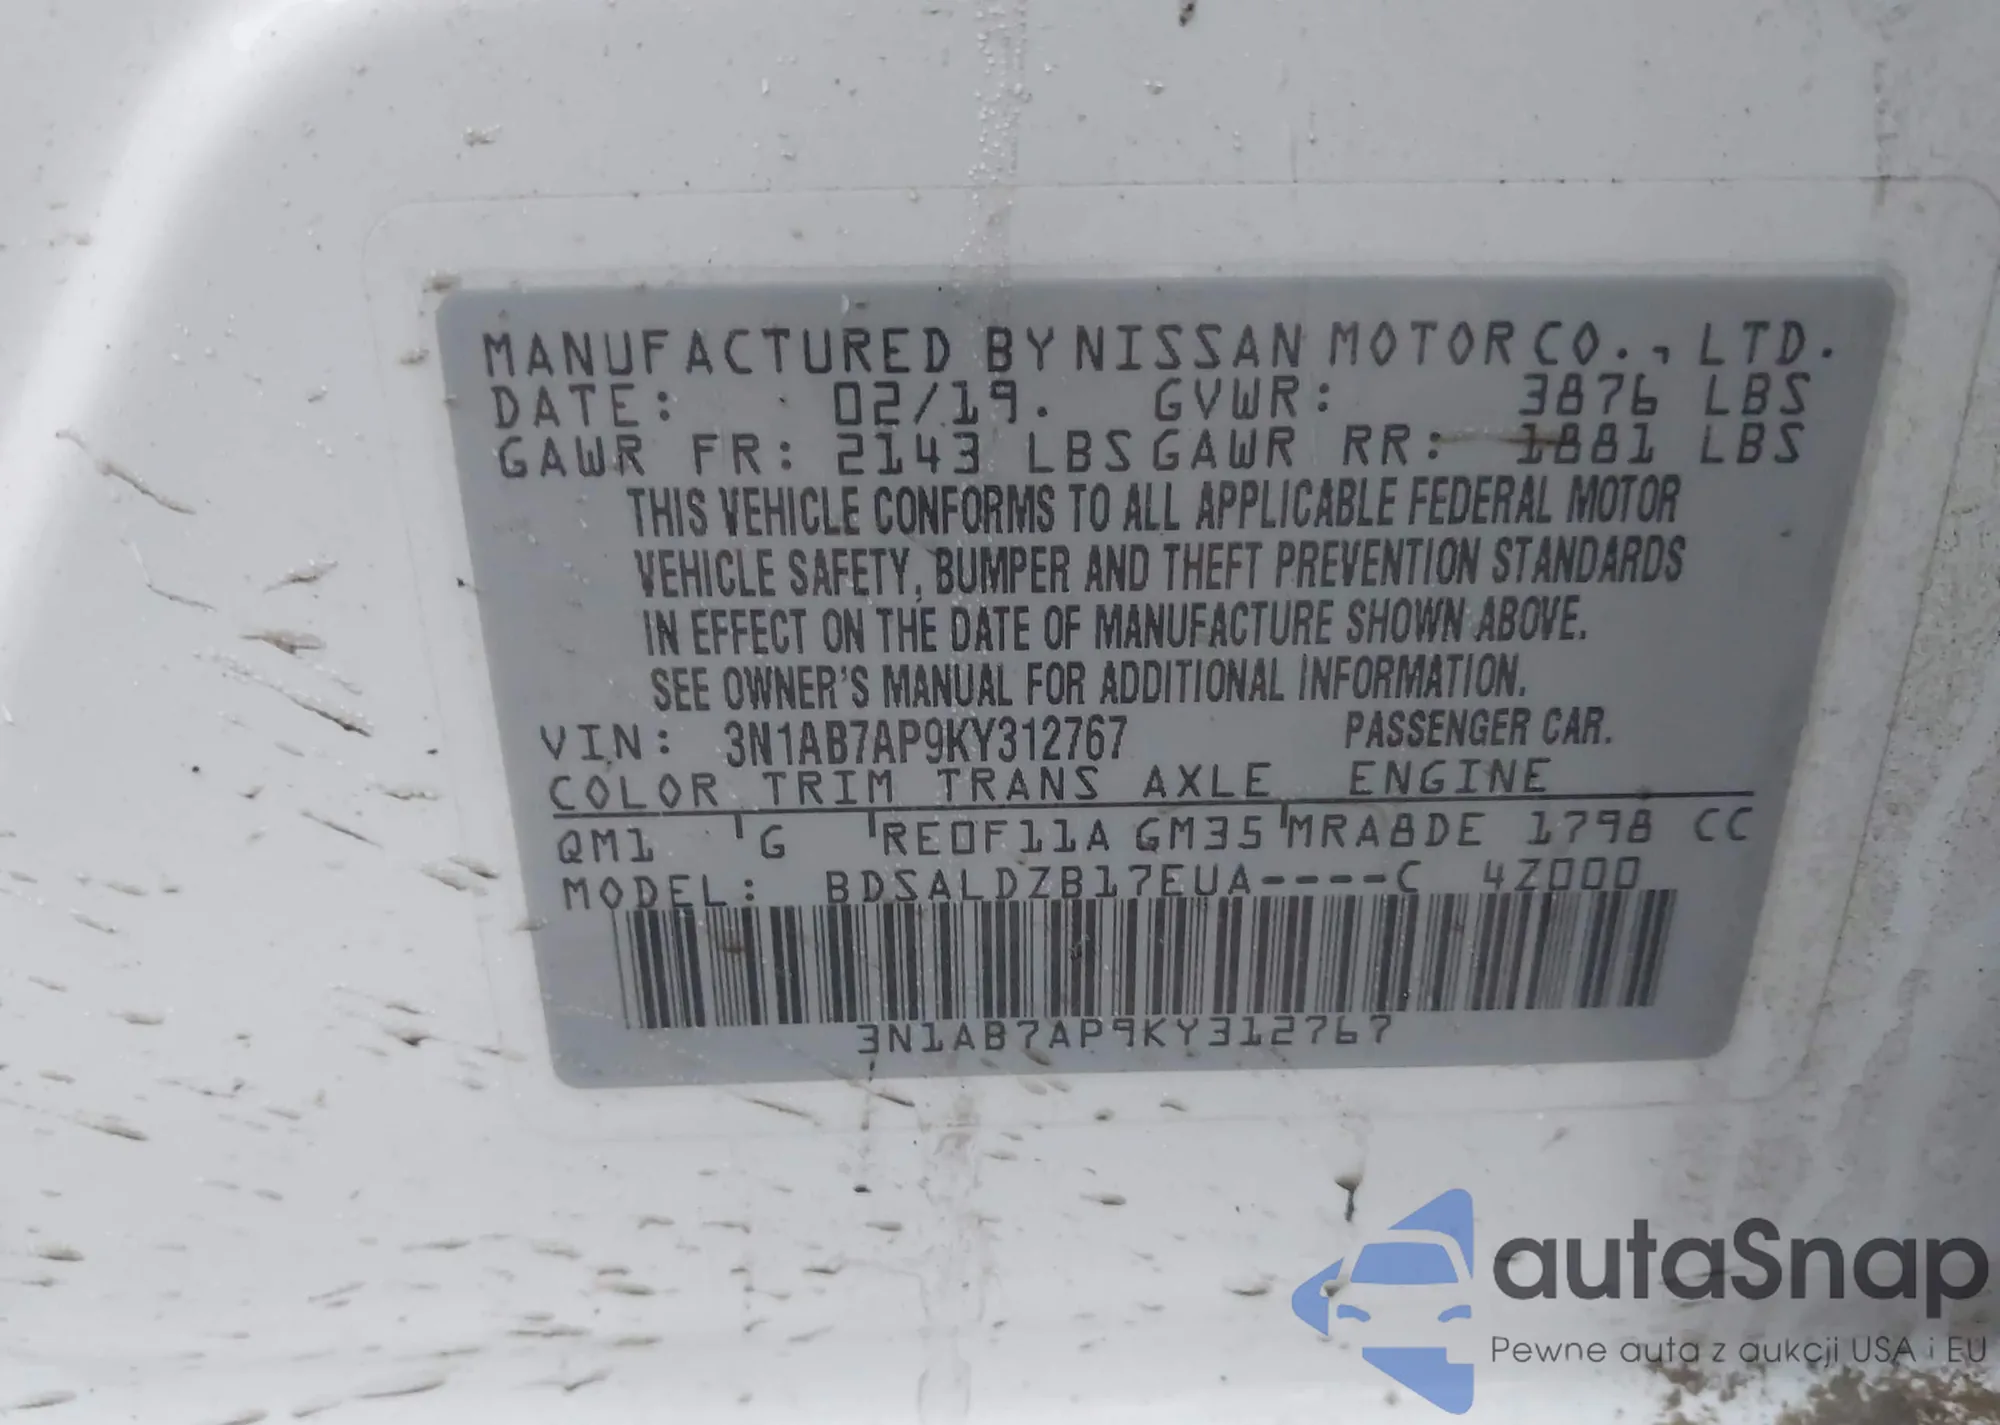 MANUFACTURED BY NISSAN MOTOR CO., LTD.
DATE: 02/19. GVWR: 3876 LBS
GAWR FR: 2143 LBS GAWR RR: 1881 LBS
THIS VEHICLE CONFORMS TO ALL APPLICABLE FEDERAL MOTOR
VEHICLE SAFETY, BUMPER AND THEFT PREVENTION STANDARDS
IN EFFECT ON THE DATE OF MANUFACTURE SHOWN ABOVE.
SEE OWNER'S MANUAL FOR ADDITIONAL INFORMATION.
VIN: 3N1AB7AP9KY312767 PASSENGER CAR.
COLOR TRIM TRANS AXLE ENGINE
QM1 G RE0F11A GM35 MRA8DE 1798 CC
MODEL: BDSALDZB17EUA----C 4Z000
3N1AB7AP9KY312767
autaSnap
Pewne auta z aukcji USA i EU